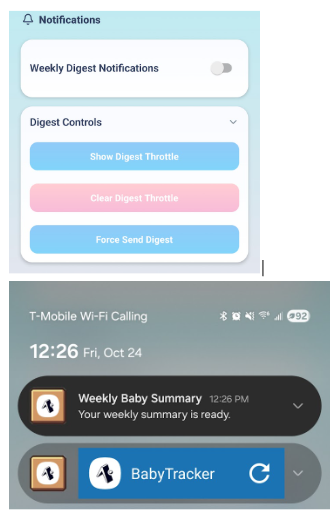 Notifications
Weekly Digest Notifications
Digest Controls
Show Digest Throttle
Clear Digest Throttle
Force Send Digest
T-Mobile Wi-Fi Calling 92
12:26 Fri, Oct 24
Weekly Baby Summary 12:26 PM
Your weekly summary is ready.
BabyTracker